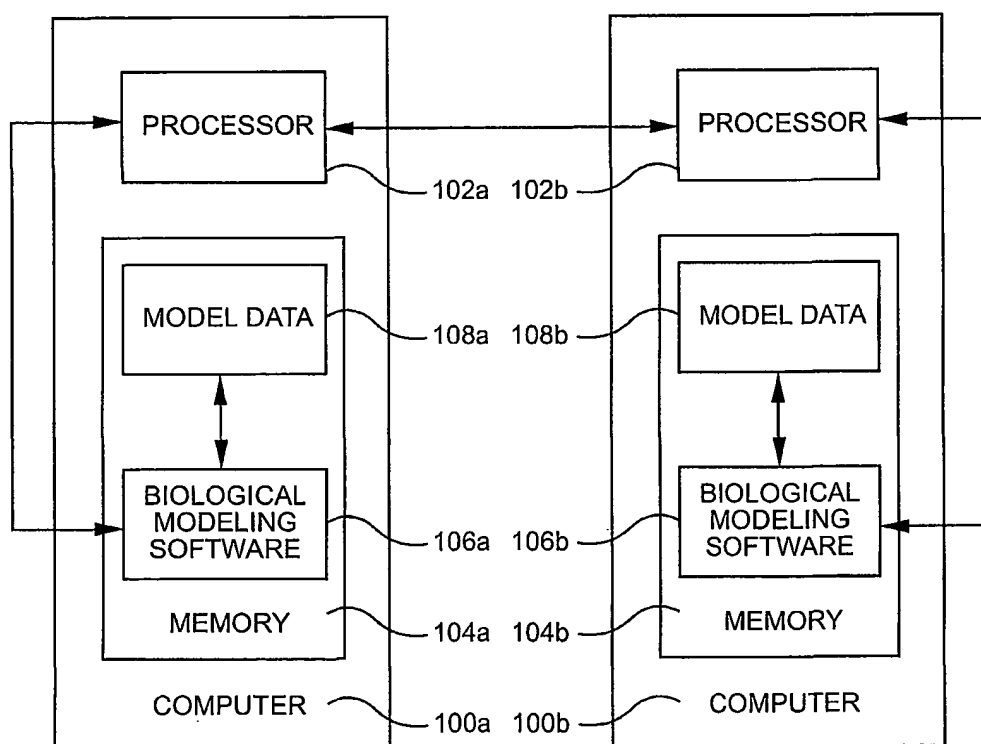 PROCESSOR
PROCESSOR
102a 102b
MODEL DATA
MODEL DATA
108a 108b
BIOLOGICAL
MODELING
SOFTWARE
BIOLOGICAL
MODELING
SOFTWARE
106a 106b
MEMORY
MEMORY
104a 104b
COMPUTER
COMPUTER
100a 100b